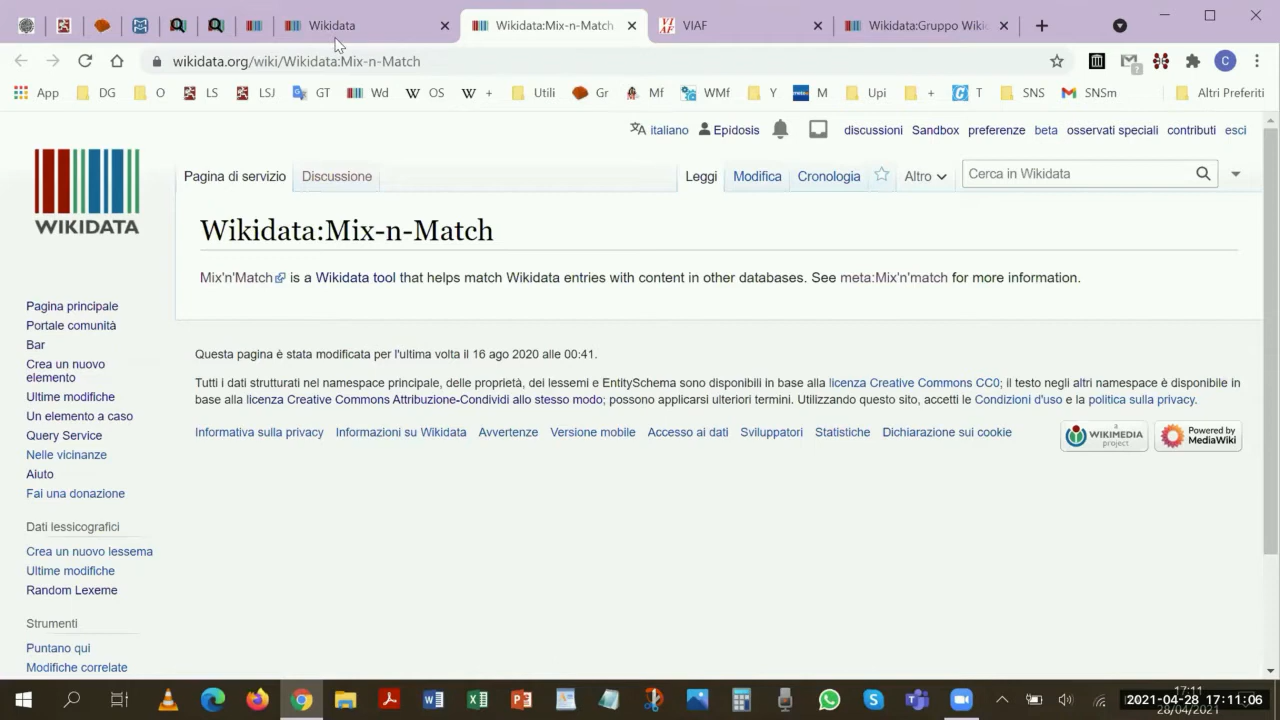 Wikidata
Wikidata:Mix-n-Match
VIAF
Wikidata:Gruppo Wiki
wikidata.org/wiki/Wikidata:Mix-n-Match
C
App
DG
O
LS
LSJ
GT
Wd
OS
+
Utili
Gr
Mf
WMf
Y
M
Upi
+
T
SNS
SNSm
Altri Preferiti
italiano
Epidosis
discussioni
Sandbox
preferenze
beta
osservati speciali
contributi
esci
WIKIDATA
Pagina di servizio
Discussione
Leggi
Modifica
Cronologia
Altro
Cerca in Wikidata
Wikidata:Mix-n-Match
Mix'n'Match is a Wikidata tool that helps match Wikidata entries with content in other databases. See meta:Mix'n'match for more information.
Pagina principale
Portale comunità
Bar
Crea un nuovo
elemento
Ultime modifiche
Un elemento a caso
Query Service
Nelle vicinanze
Aiuto
Fai una donazione
Dati lessicografici
Crea un nuovo lessema
Ultime modifiche
Random Lexeme
Strumenti
Puntano qui
Modifiche correlate
Questa pagina è stata modificata per l'ultima volta il 16 ago 2020 alle 00:41.
Tutti i dati strutturati nel namespace principale, delle proprietà, dei lessemi e EntitySchema sono disponibili in base alla licenza Creative Commons CC0; il testo negli altri namespace è disponibile in
base alla licenza Creative Commons Attribuzione-Condividi allo stesso modo; possono applicarsi ulteriori termini. Utilizzando questo sito, accetti le Condizioni d'uso e la politica sulla privacy.
Informativa sulla privacy
Informazioni su Wikidata
Avvertenze
Versione mobile
Accesso ai dati
Sviluppatori
Statistiche
Dichiarazione sui cookie
a
WIKIMEDIA
project
Powered by
MediaWiki
17:11
2021-04-28 17:11:06
28/04/2021